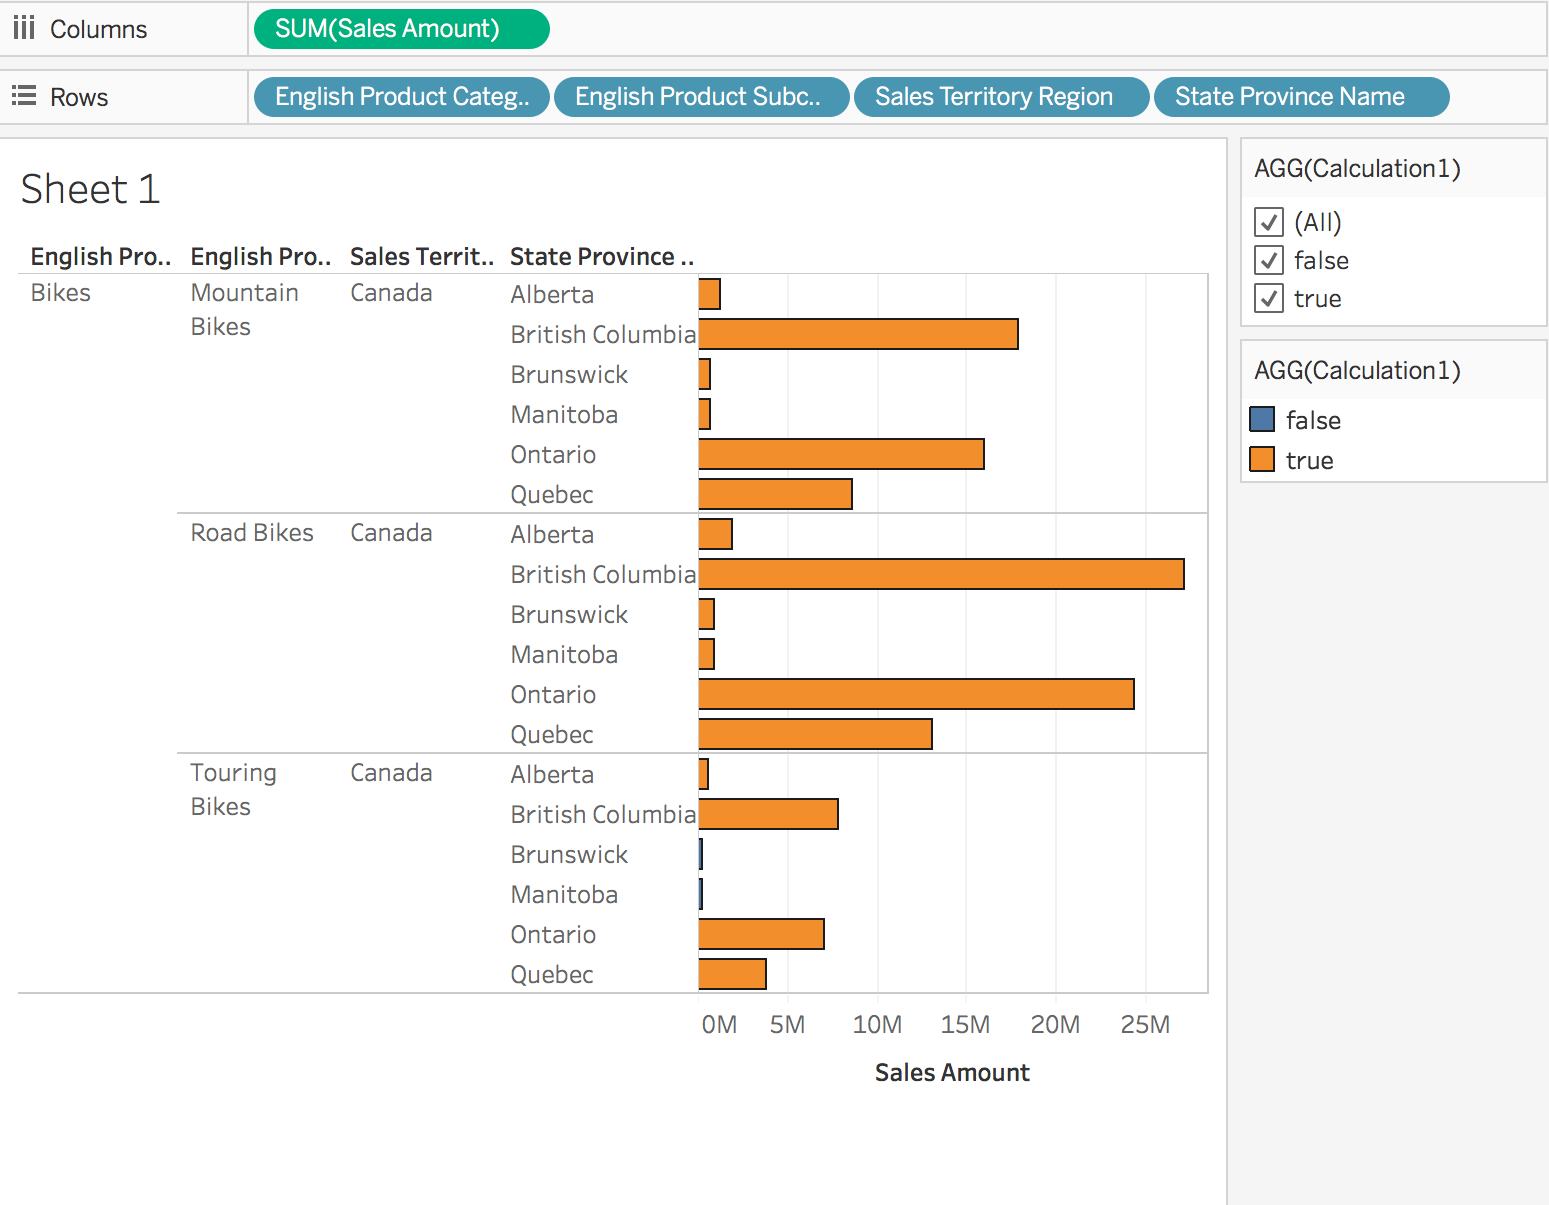 Columns SUM(Sales Amount)
Rows English Product Categ.. English Product Subc.. Sales Territory Region State Province Name
Sheet 1
English Pro.. English Pro.. Sales Territ.. State Province ..
Bikes Mountain Bikes Canada Alberta
British Columbia
Brunswick
Manitoba
Ontario
Quebec
Road Bikes Canada Alberta
British Columbia
Brunswick
Manitoba
Ontario
Quebec
Touring Bikes Canada Alberta
British Columbia
Brunswick
Manitoba
Ontario
Quebec
0M 5M 10M 15M 20M 25M
Sales Amount
AGG(Calculation1)
(All)
false
true
AGG(Calculation1)
false
true